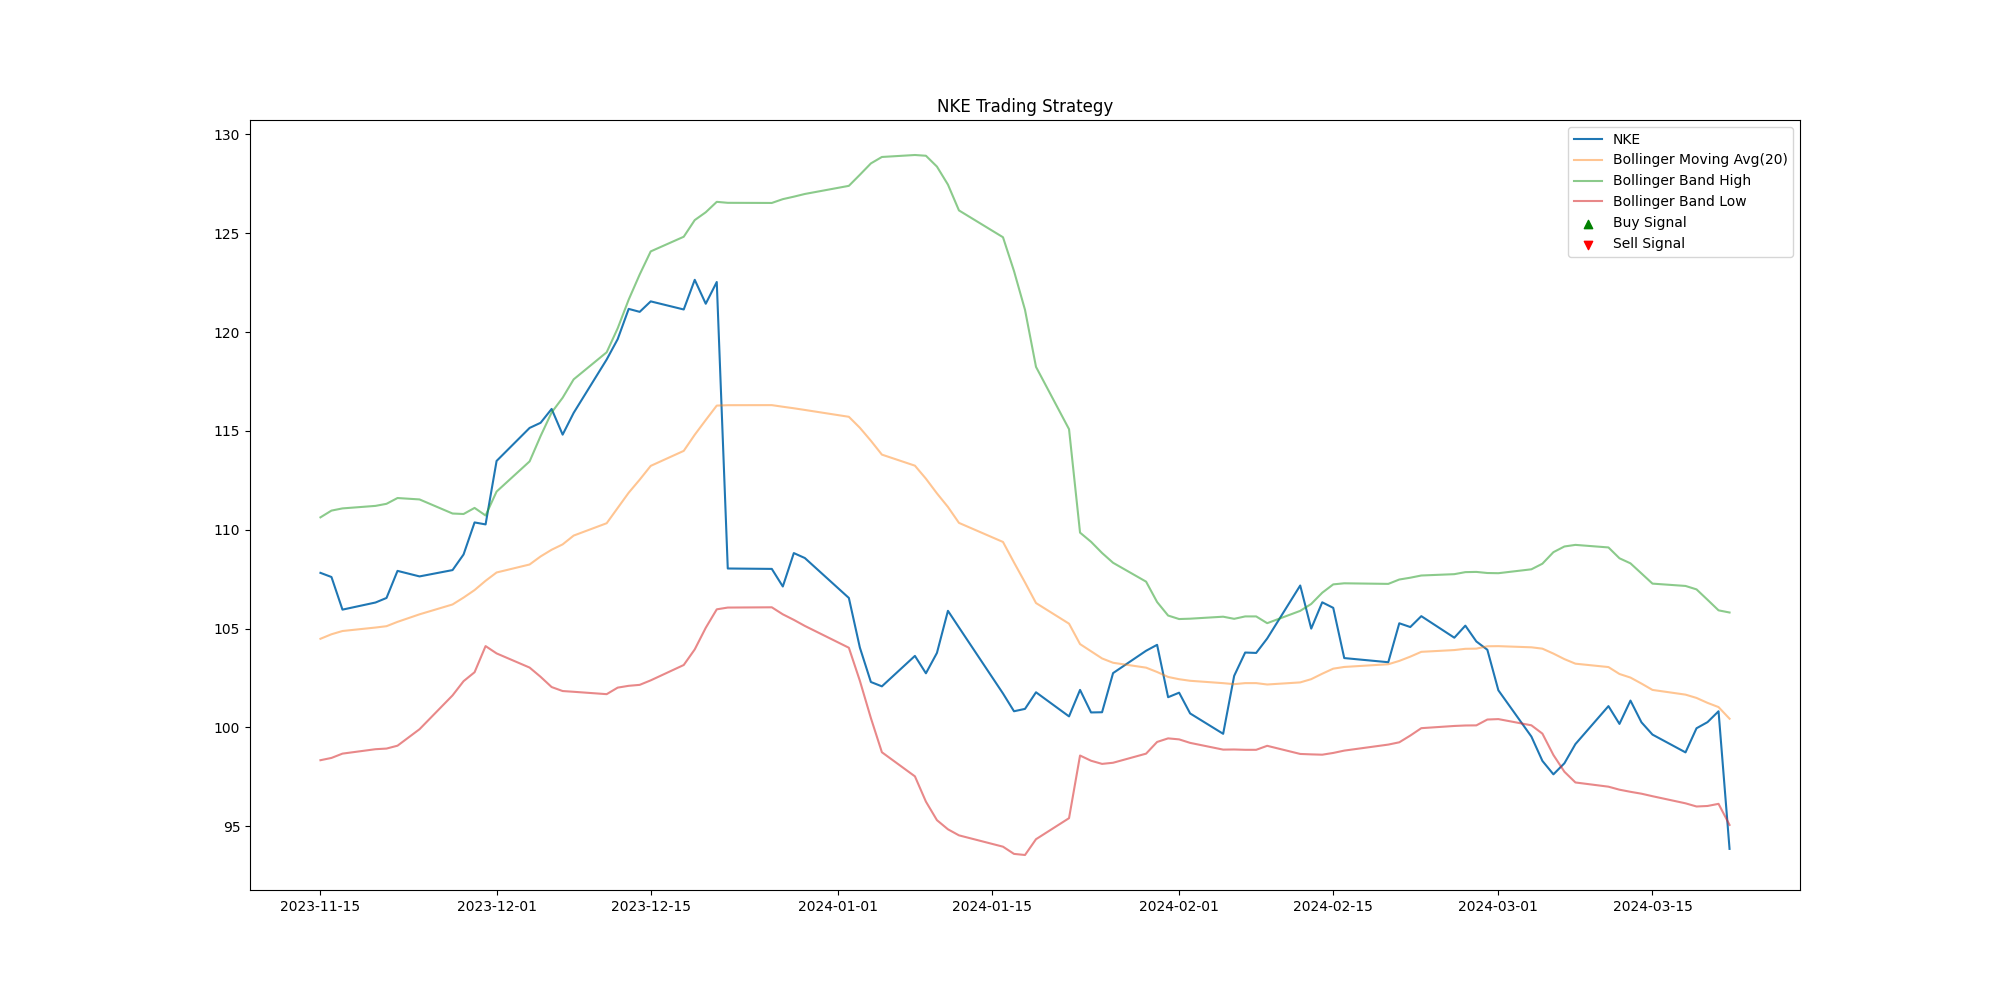 NKE Trading Strategy
130
125
120
115
110
105
100
95
NKE
Bollinger Moving Avg(20)
Bollinger Band High
Bollinger Band Low
Buy Signal
Sell Signal
2023-11-15 2023-12-01 2023-12-15 2024-01-01 2024-01-15 2024-02-01 2024-02-15 2024-03-01 2024-03-15